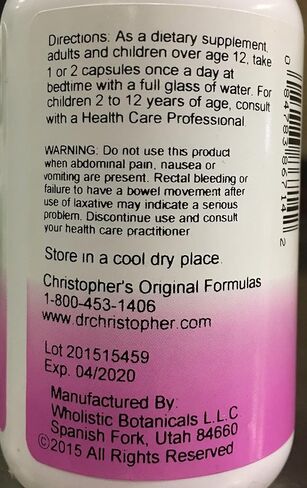 Directions: As a dietary supplement,
adults and children over age 12, take
1 or 2 capsules once a day at
bedtime with a full glass of water. For
children 2 to 12 years of age, consult
with a Health Care Professional.
WARNING: Do not use this product
when abdominal pain, nausea or
vomiting are present. Rectal bleeding or
failure to have a bowel movement after
use of laxative may indicate a serious
problem. Discontinue use and consult
your health care practitioner
Store in a cool dry place.
Christopher's Original Formulas
1-800-453-1406
www.drchristopher.com
Lot 201515459
Exp. 04/2020
Manufactured By:
Wholistic Botanicals L.L.C.
Spanish Fork, Utah 84660
©2015 All Rights Reserved
0 84783 86714 2